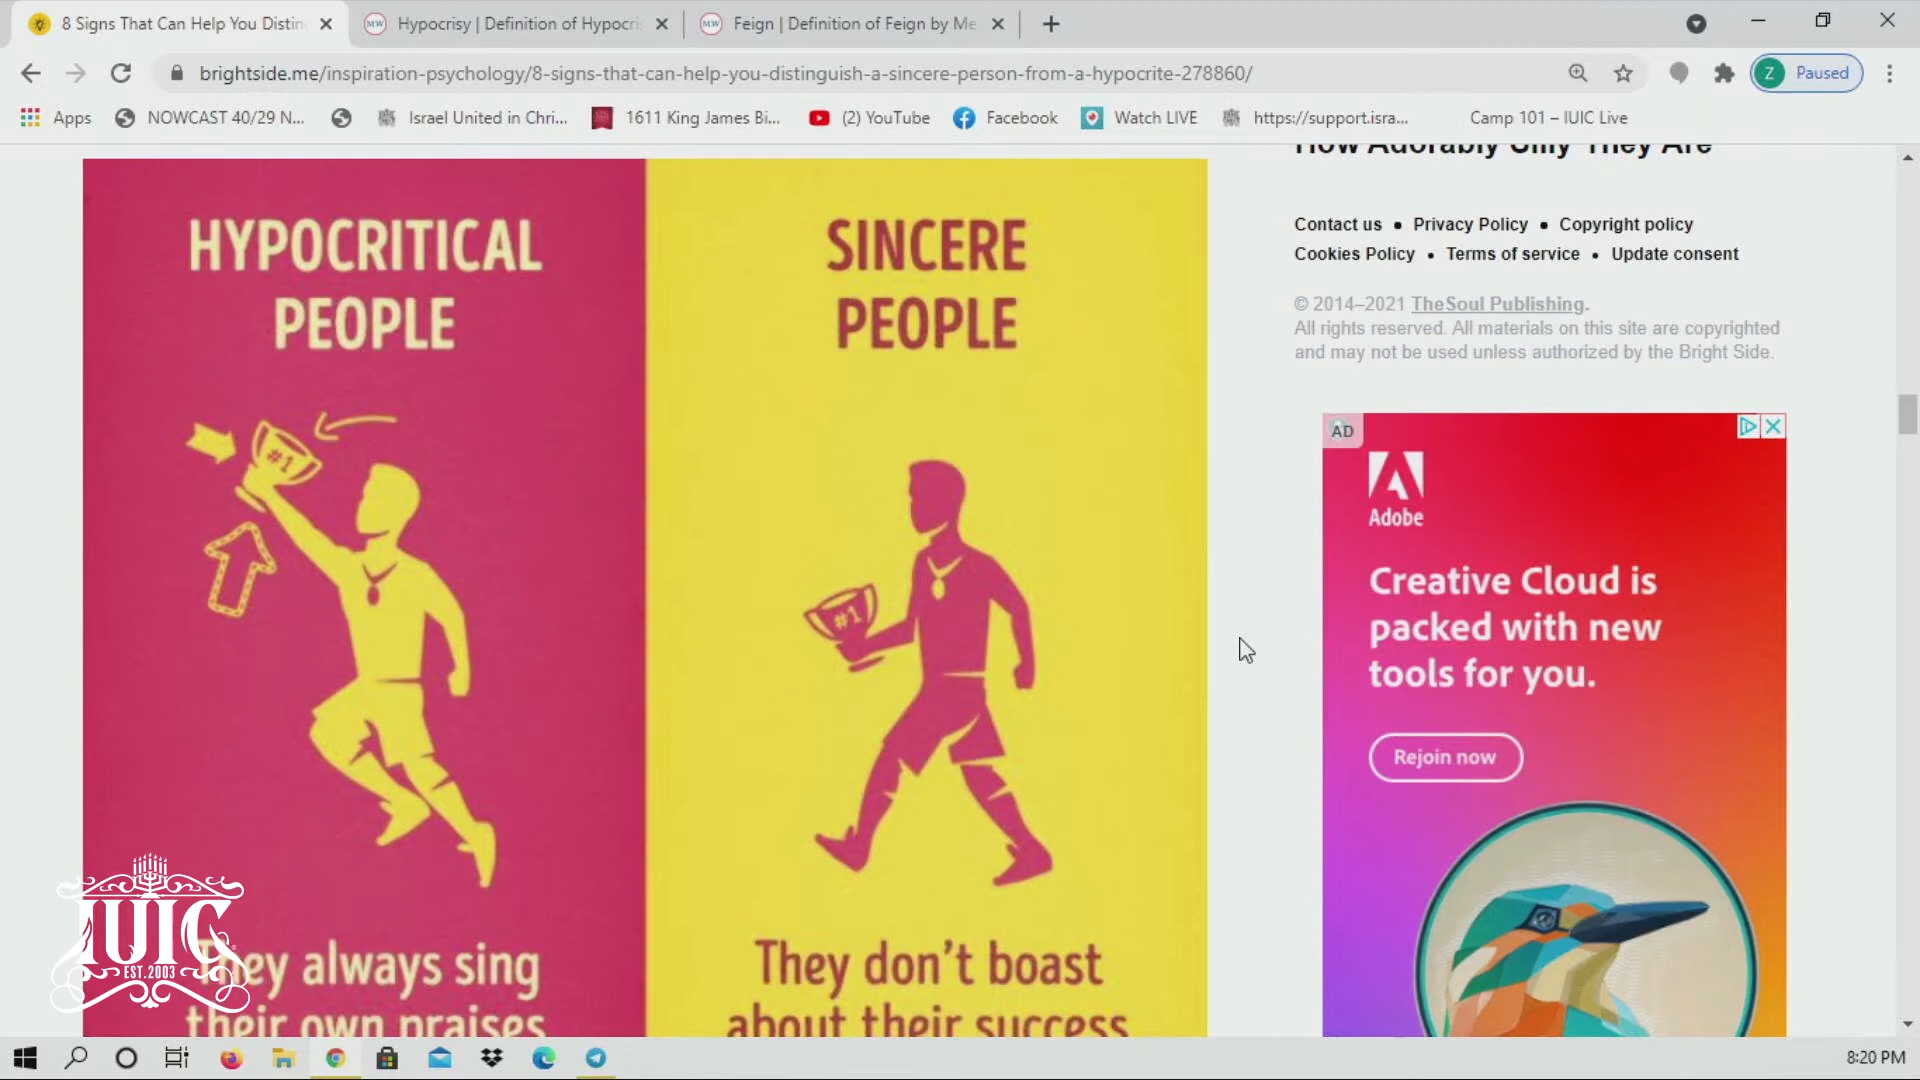 8 Signs That Can Help You Distin
Hypocrisy | Definition of Hypocri
Feign | Definition of Feign by Me
brightside.me/inspiration-psychology/8-signs-that-can-help-you-distinguish-a-sincere-person-from-a-hypocrite-278860/
Z Paused
Apps
NOWCAST 40/29 N...
Israel United in Chri...
1611 King James Bi...
(2) YouTube
Facebook
Watch LIVE
https://support.isra...
Camp 101 – IUIC Live
How Adorably Silly They Are
HYPOCRITICAL
PEOPLE
#1
They always sing
their own praises
SINCERE
PEOPLE
#1
They don't boast
about their success
Contact us • Privacy Policy • Copyright policy
Cookies Policy • Terms of service • Update consent
© 2014–2021 TheSoul Publishing.
All rights reserved. All materials on this site are copyrighted
and may not be used unless authorized by the Bright Side.
AD
Adobe
Creative Cloud is
packed with new
tools for you.
Rejoin now
IUIC
EST. 2003
8:20 PM